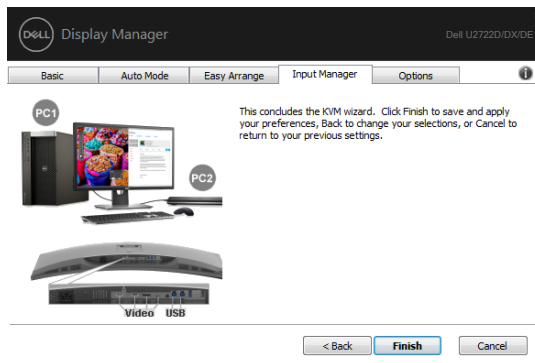 DELL Display Manager
Dell U2722D/DX/DE
Basic Auto Mode Easy Arrange Input Manager Options
PC1
This concludes the KVM wizard. Click Finish to save and apply
your preferences, Back to change your selections, or Cancel to
return to your previous settings.
PC2
Video USB
< Back Finish Cancel